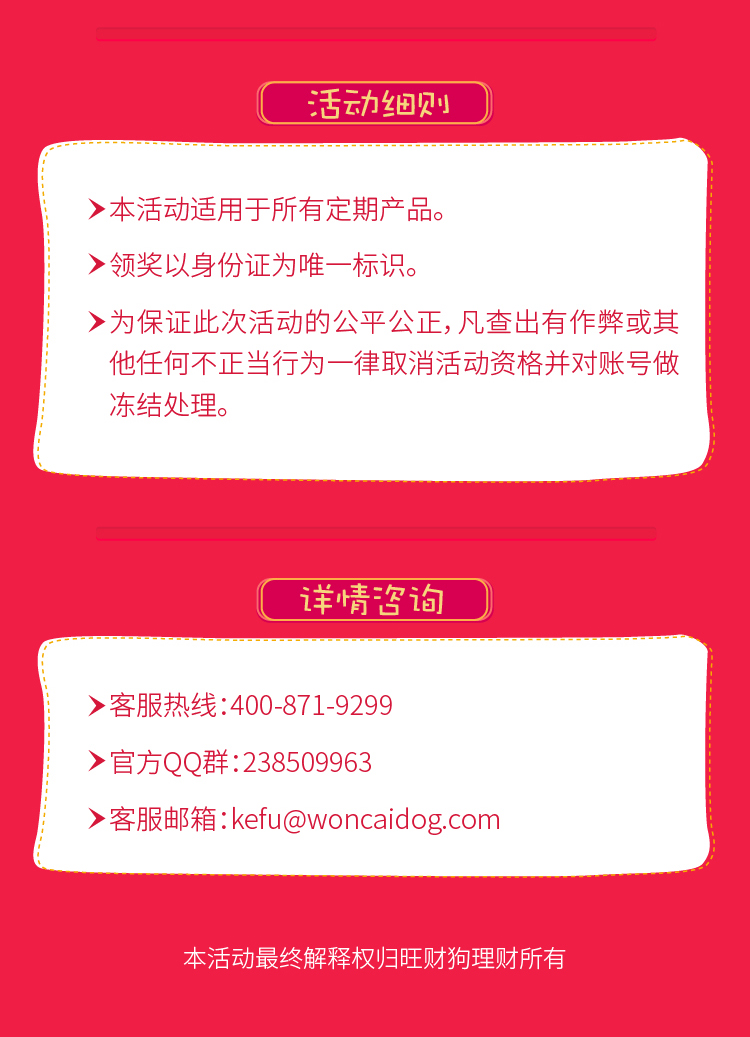 活动细则
本活动适用于所有定期产品。
领奖以身份证为唯一标识。
为保证此次活动的公平公正，凡查出有作弊或其
他任何不正当行为一律取消活动资格并对账号做
冻结处理。
详情咨询
客服热线：400-871-9299
官方QQ群：238509963
客服邮箱：kefu@woncaidog.com
本活动最终解释权归旺财狗理财所有